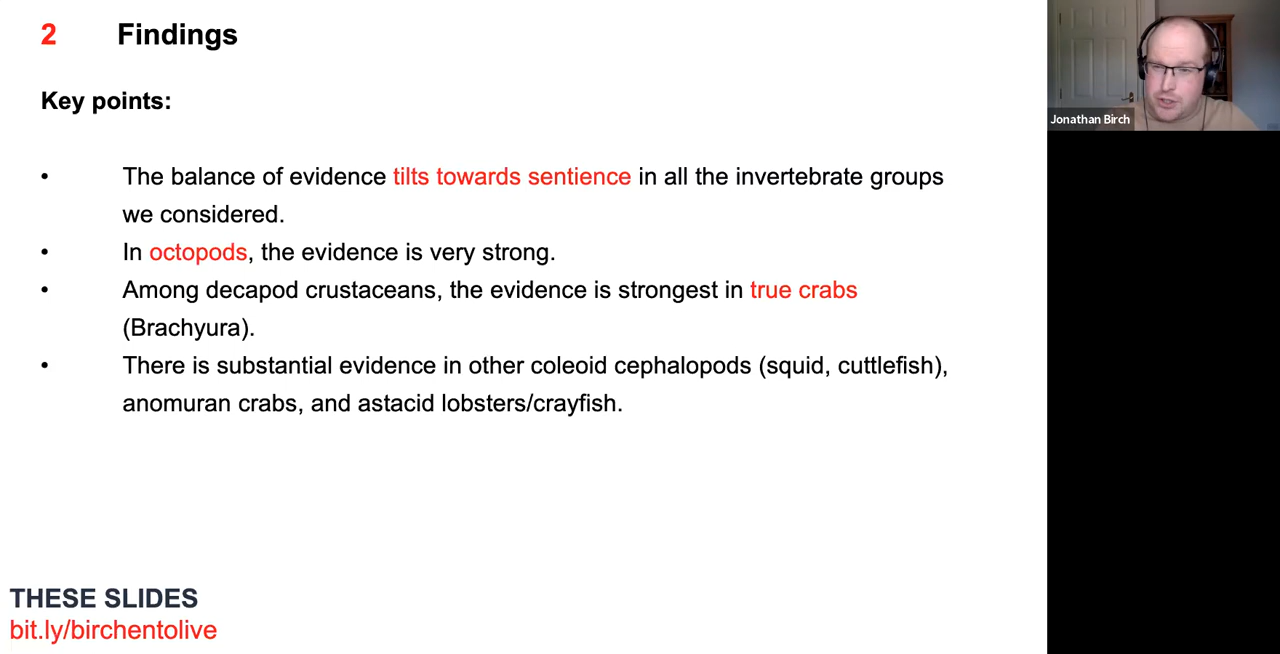 2 Findings
Key points:
• The balance of evidence tilts towards sentience in all the invertebrate groups
we considered.
• In octopods, the evidence is very strong.
• Among decapod crustaceans, the evidence is strongest in true crabs
(Brachyura).
• There is substantial evidence in other coleoid cephalopods (squid, cuttlefish),
anomuran crabs, and astacid lobsters/crayfish.
THESE SLIDES
bit.ly/birchentolive
Jonathan Birch